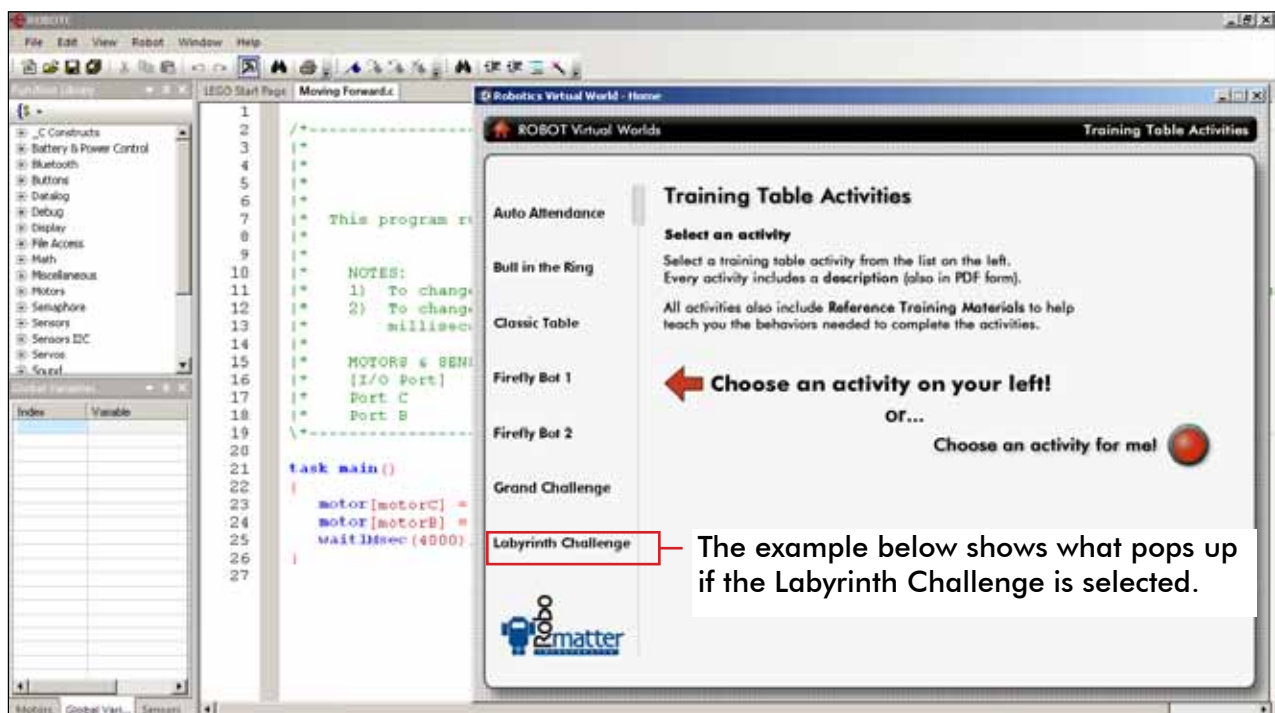 ROBOTC
File Edit View Robot Window Help
Function Library
LEGO Start Page Moving Forward.c
_C Constructs
Battery & Power Control
Bluetooth
Buttons
Datalog
Debug
Display
File Access
Math
Miscellaneous
Motors
Semaphore
Sensors
Sensors I2C
Servos
Sound
Global Variables
Index Variable
Motors Global Vari... Sensors
1
2 /*--------------------
3 |*
4 |*
5 |*
6 |*
7 |* This program
8 |*
9 |*
10 |* NOTES:
11 |* 1) To change
12 |* 2) To change
13 |* millisec
14 |*
15 |* MOTORS & SEN
16 |* [I/O Port]
17 |* Port C
18 |* Port B
19 \*--------------------
20
21 task main()
22 {
23 motor[motorC] =
24 motor[motorB] =
25 wait1Msec(4000)
26 }
27
Robotics Virtual World - Home
ROBOT Virtual Worlds Training Table Activities
Auto Attendance
Bull in the Ring
Classic Table
Firefly Bot 1
Firefly Bot 2
Grand Challenge
Labyrinth Challenge
Robomatter
INCORPORATED
Training Table Activities
Select an activity
Select a training table activity from the list on the left.
Every activity includes a description (also in PDF form).
All activities also include Reference Training Materials to help
teach you the behaviors needed to complete the activities.
Choose an activity on your left!
or...
Choose an activity for me!
The example below shows what pops up
if the Labyrinth Challenge is selected.